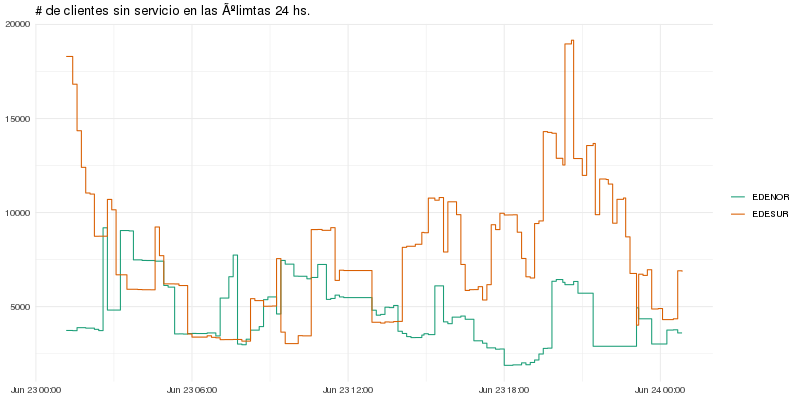 # de clientes sin servicio en las Ãºlimtas 24 hs.
20000
15000
10000
5000
Jun 23 00:00
Jun 23 06:00
Jun 23 12:00
Jun 23 18:00
Jun 24 00:00
EDENOR
EDESUR